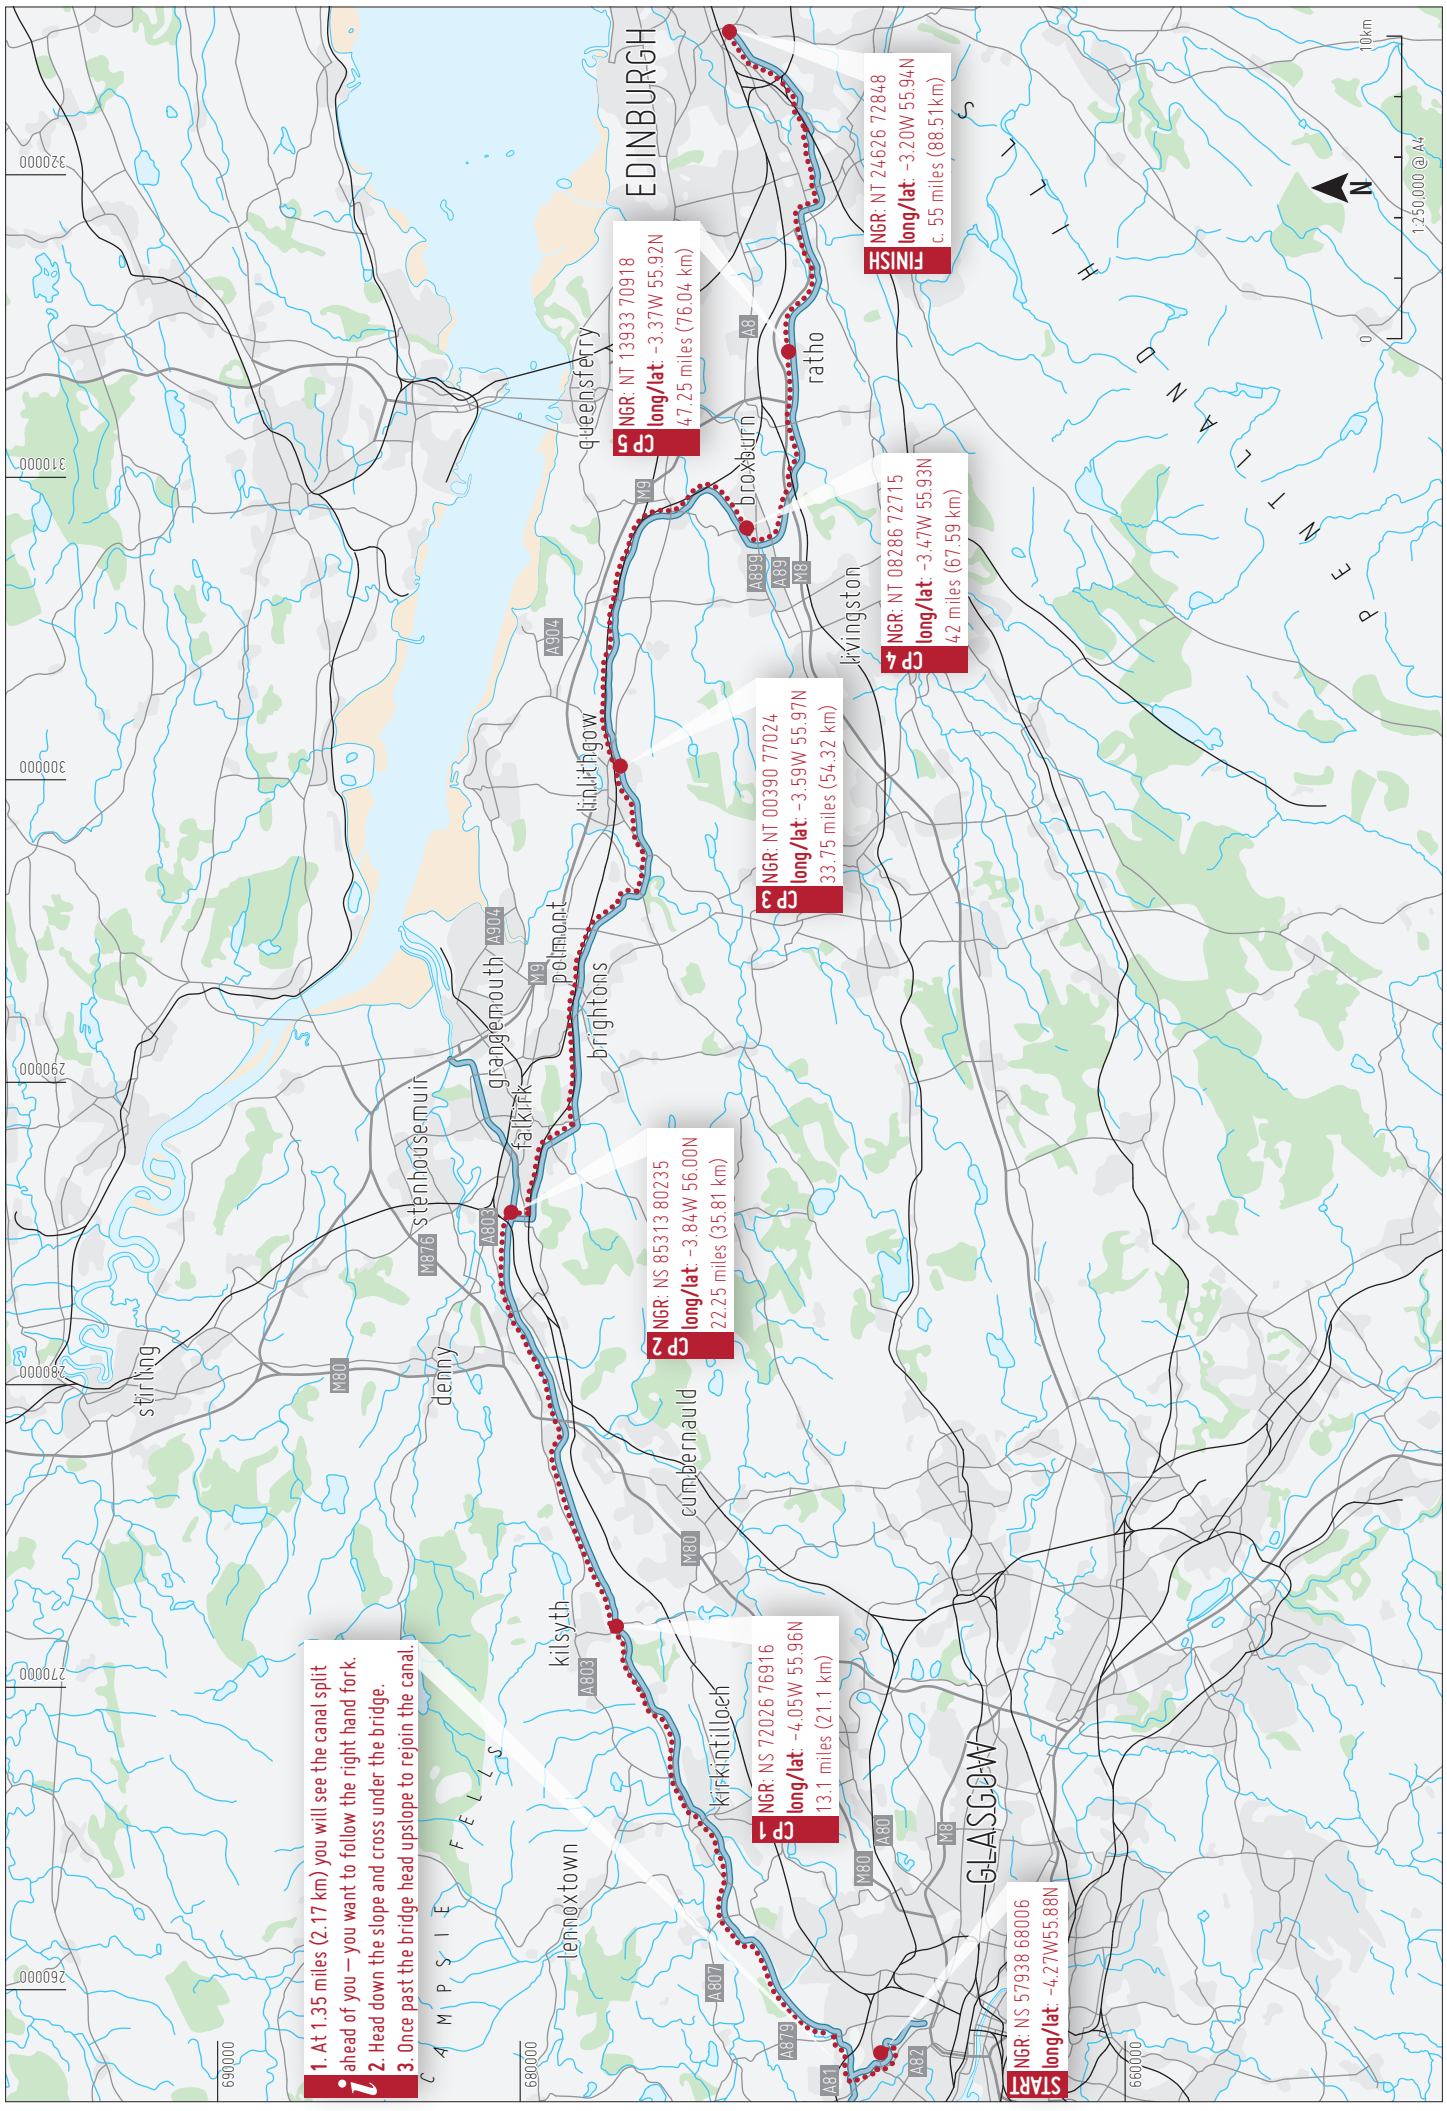 1. At 1.35 miles (2.17 km) you will see the canal split
ahead of you – you want to follow the right hand fork.
2. Head down the slope and cross under the bridge.
3. Once past the bridge head upslope to rejoin the canal.
i
START
NGR: NS 57938 68006
long/lat: -4.27W55.88N
CP 1
NGR: NS 72026 76916
long/lat: -4.05W 55.96N
13.1 miles (21.1 km)
CP 2
NGR: NS 85313 80235
long/lat: -3.84W 56.00N
22.25 miles (35.81 km)
CP 3
NGR: NT 00390 77024
long/lat: -3.59W 55.97N
33.75 miles (54.32 km)
CP 4
NGR: NT 08286 72715
long/lat: -3.47W 55.93N
42 miles (67.59 km)
CP 5
NGR: NT 13933 70918
long/lat: -3.37W 55.92N
47.25 miles (76.04 km)
FINISH
NGR: NT 24626 72848
long/lat: -3.20W 55.94N
c. 55 miles (88.51km)
260000
270000
280000
290000
300000
310000
320000
690000
680000
660000
CAMPSIE FELLS
PENTLAND HILLS
GLASGOW
EDINBURGH
lennoxtown
kirkintilloch
kilsyth
cumbernauld
denny
stirling
stenhousemuir
falkirk
grangemouth
polmont
brightons
linlithgow
livingston
broxburn
queensferry
ratho
A81
A82
A879
A807
M80
A80
M8
A803
M80
M80
M876
A803
M9
A904
A904
M9
A899
A89
M8
A8
0
10km
N
1:250,000 @ A4